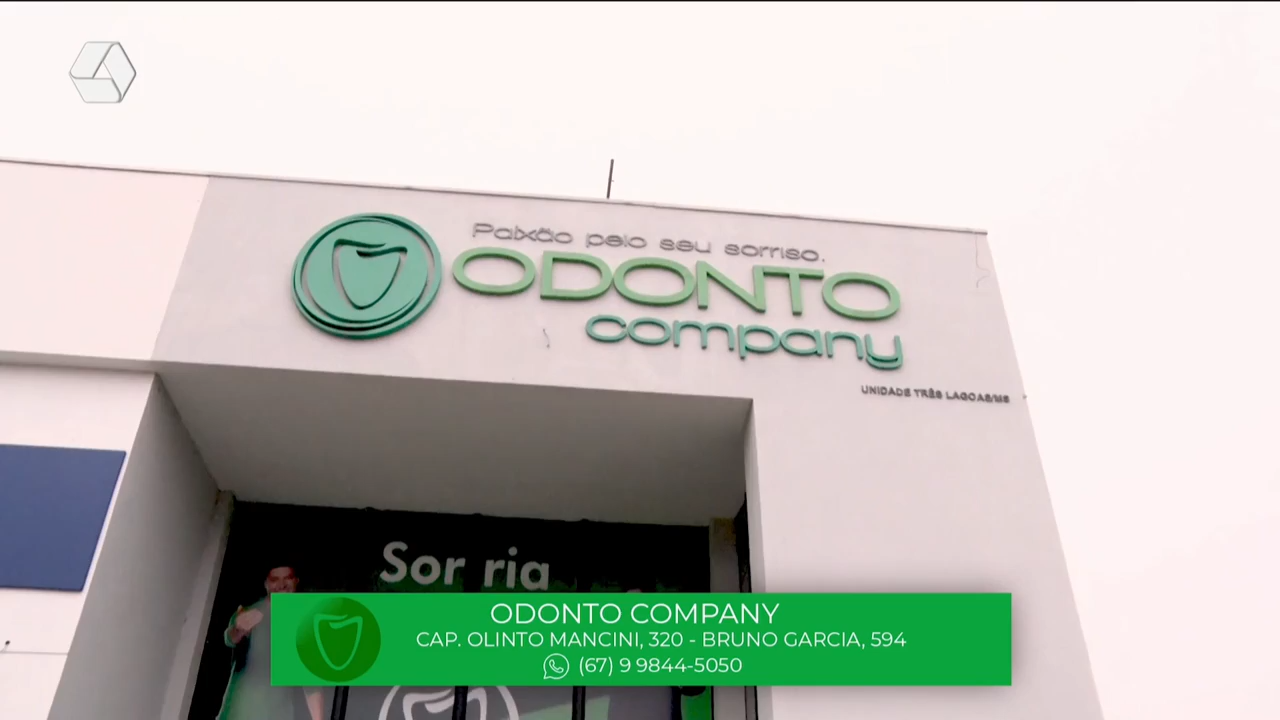 Paixão pelo seu sorriso.
ODONTO
company
UNIDADE TRÊS LAGOAS/MS
Sor ria
ODONTO COMPANY
CAP. OLINTO MANCINI, 320 - BRUNO GARCIA, 594
(67) 9 9844-5050